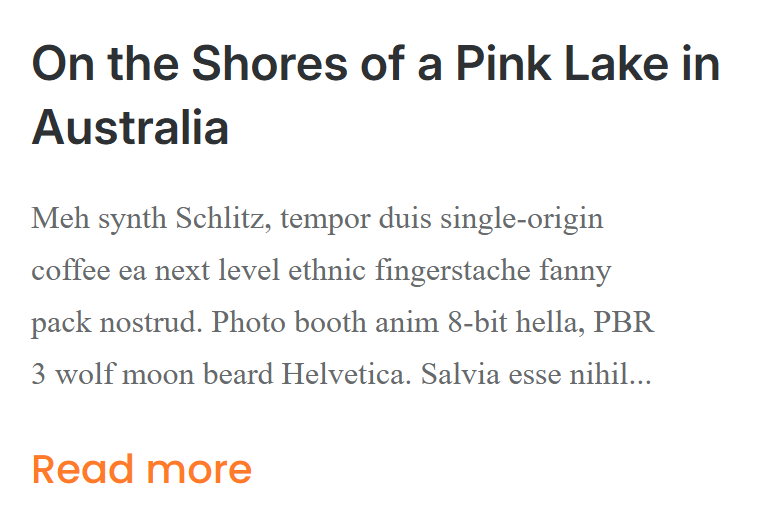 On the Shores of a Pink Lake in
Australia
Meh synth Schlitz, tempor duis single-origin
coffee ea next level ethnic fingerstache fanny
pack nostrud. Photo booth anim 8-bit hella, PBR
3 wolf moon beard Helvetica. Salvia esse nihil...
Read more